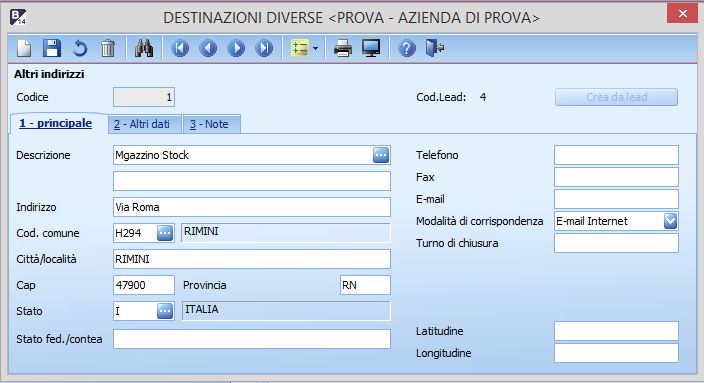 B 14
DESTINAZIONI DIVERSE <PROVA - AZIENDA DI PROVA>
Altri indirizzi
Codice 1 Cod.Lead: 4 Crea da lead
1 - principale 2 - Altri dati 3 - Note
Descrizione Mgazzino Stock ... Telefono
Fax
Indirizzo Via Roma E-mail
Cod. comune H294 ... RIMINI Modalità di corrispondenza E-mail Internet
Città/località RIMINI Turno di chiusura
Cap 47900 Provincia RN
Stato I ... ITALIA
Stato fed./contea Latitudine
Longitudine